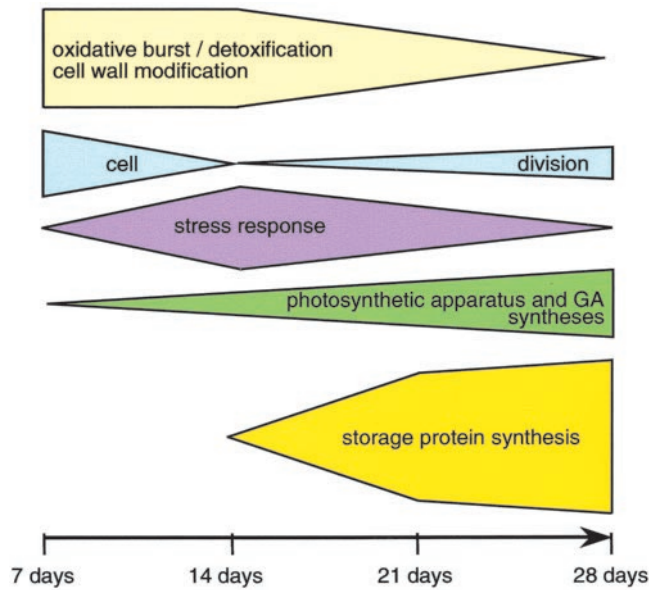 oxidative burst / detoxification
cell wall modification
cell
division
stress response
photosynthetic apparatus and GA
syntheses
storage protein synthesis
7 days
14 days
21 days
28 days